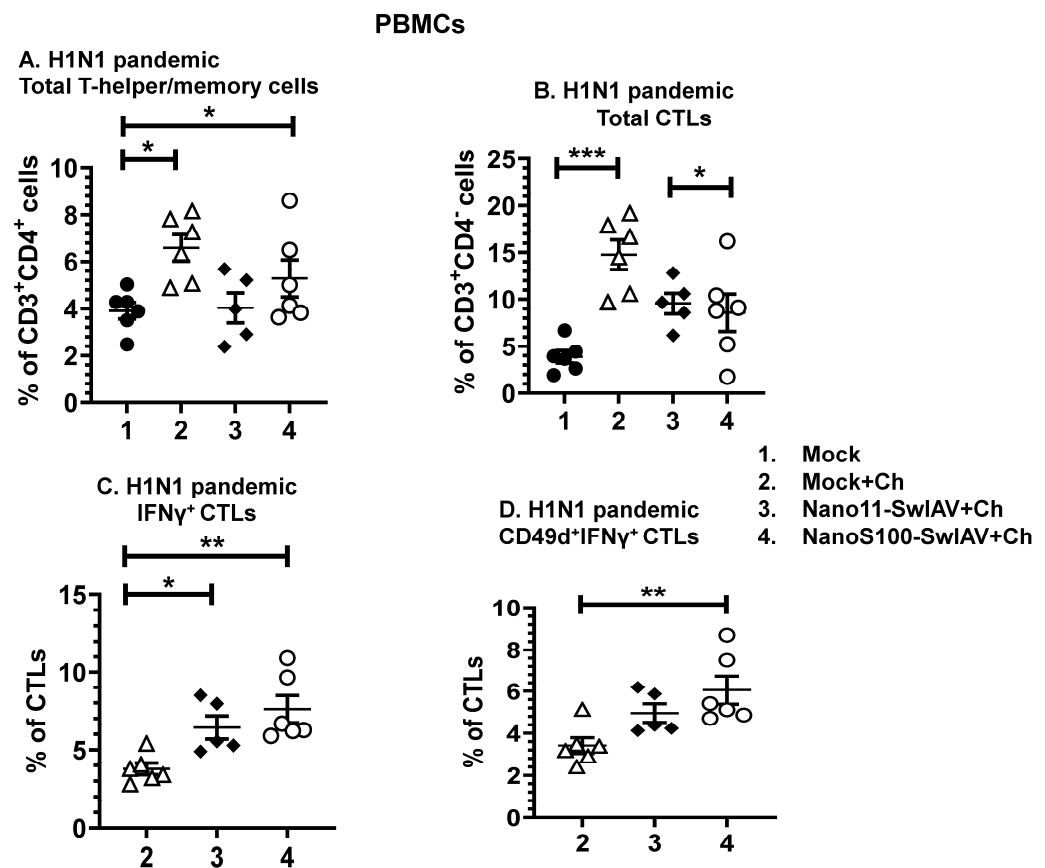 PBMCs
A. H1N1 pandemic
Total T-helper/memory cells
*
*
% of CD3⁺CD4⁺ cells
10
8
6
4
2
0
1 2 3 4
B. H1N1 pandemic
Total CTLs
***
*
% of CD3⁺CD4⁻ cells
25
20
15
10
5
0
1 2 3 4
1. Mock
2. Mock+Ch
3. Nano11-SwIAV+Ch
4. NanoS100-SwIAV+Ch
C. H1N1 pandemic
IFNγ⁺ CTLs
**
*
% of CTLs
15
10
5
0
2 3 4
D. H1N1 pandemic
CD49d⁺IFNγ⁺ CTLs
**
% of CTLs
10
8
6
4
2
0
2 3 4